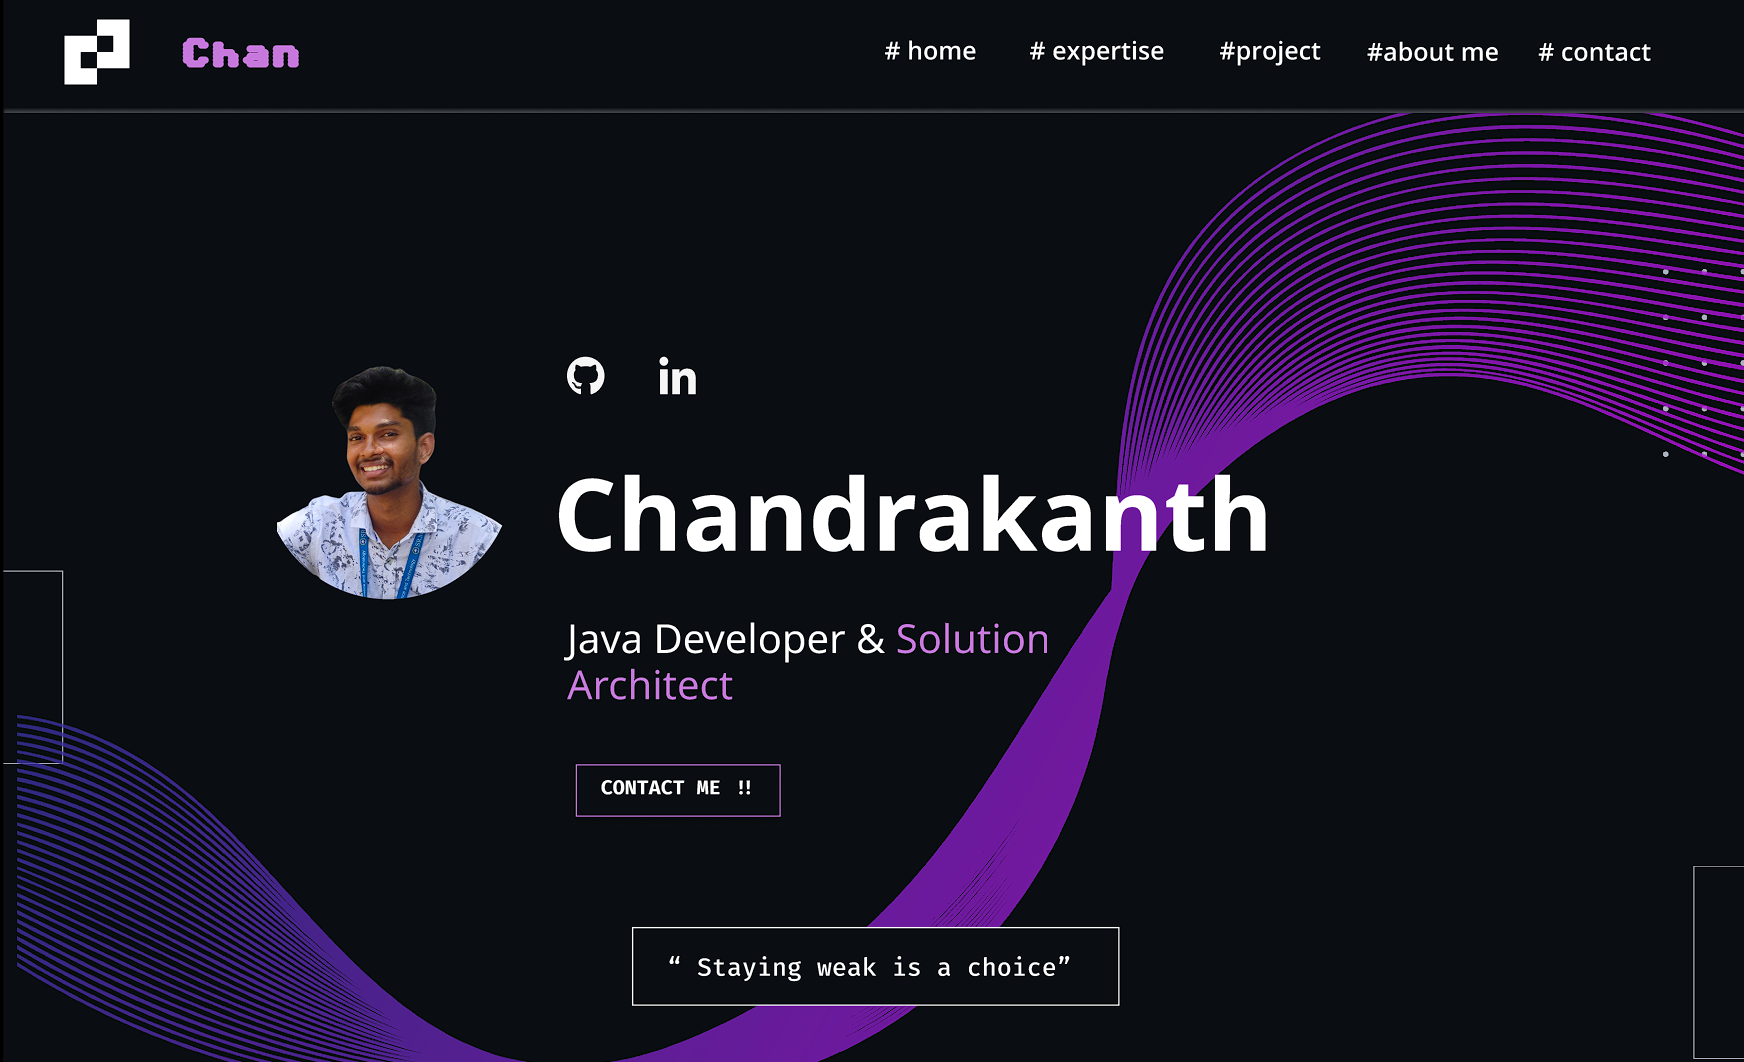 Chan
# home
# expertise
#project
#about me
# contact
in
Chandrakanth
Java Developer & Solution
Architect
CONTACT ME !!
“ Staying weak is a choice”